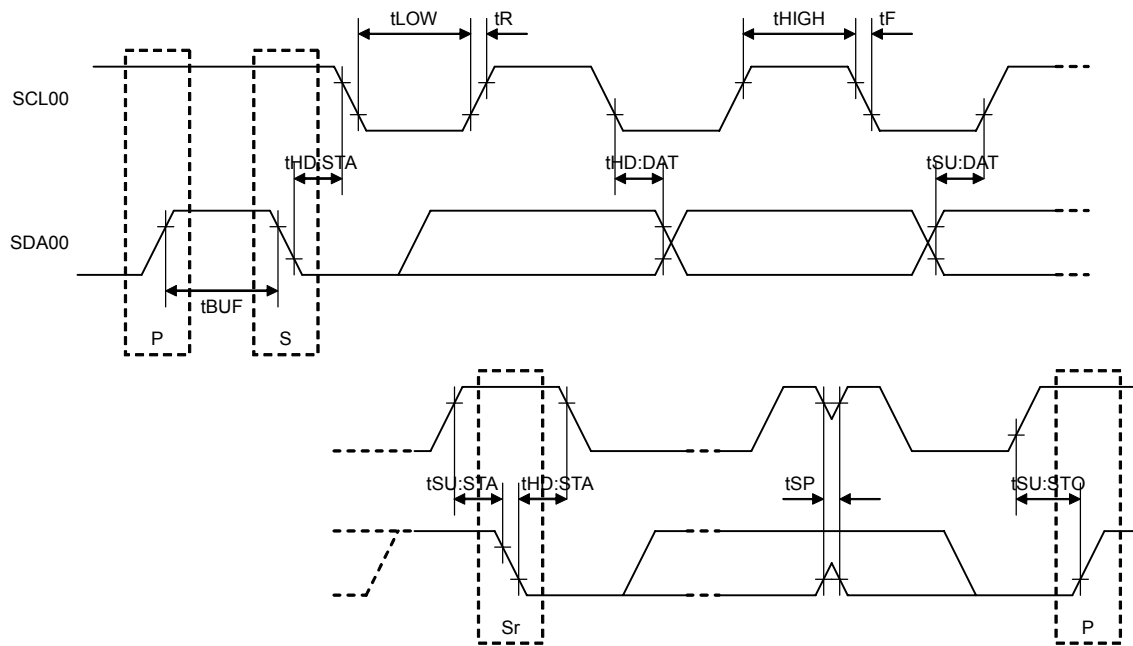 tLOW tR tHIGH tF
SCL00
tHD:STA tHD:DAT tSU:DAT
SDA00
tBUF
P S
tSU:STA tHD:STA tSP tSU:STO
Sr P